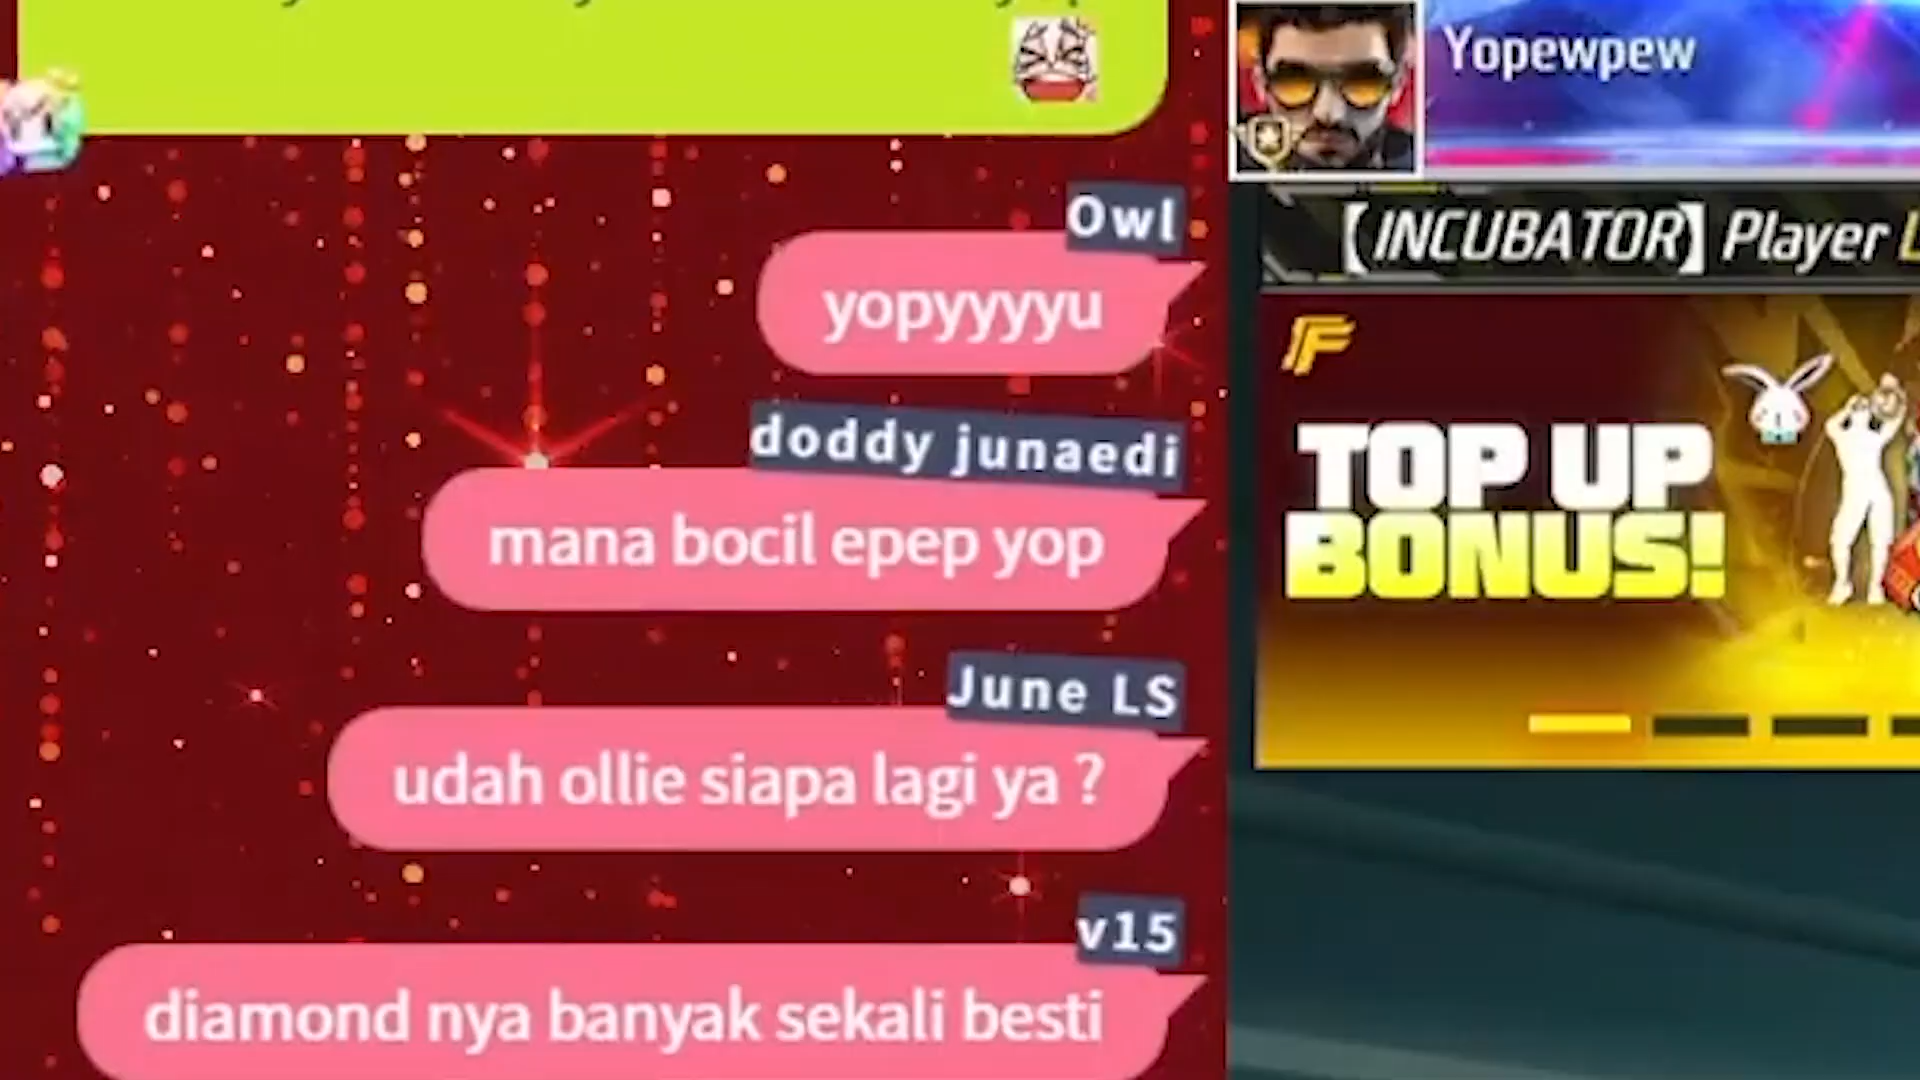 Owl
yopyyyyu
doddy junaedi
mana bocil epep yop
June LS
udah ollie siapa lagi ya ?
v15
diamond nya banyak sekali besti
Yopewpew
【INCUBATOR】 Player
TOP UP
BONUS!